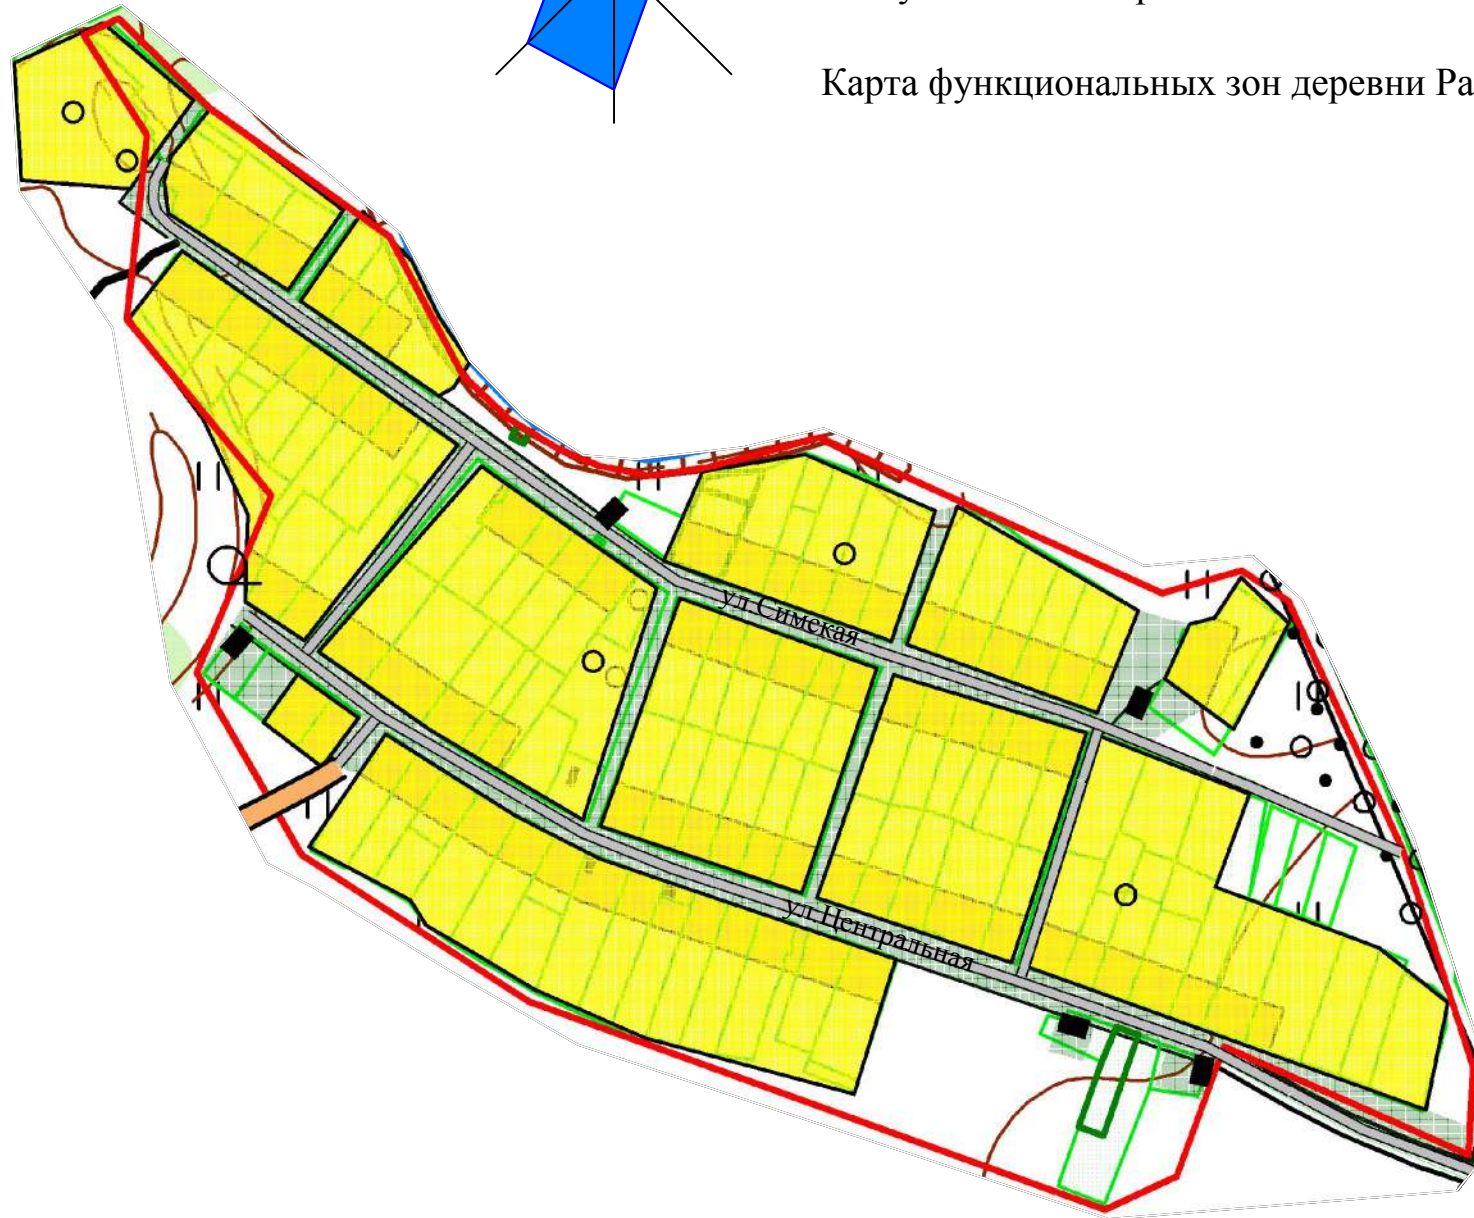 Карта функциональных зон деревни Ра
ул.Симская
ул.Центральная